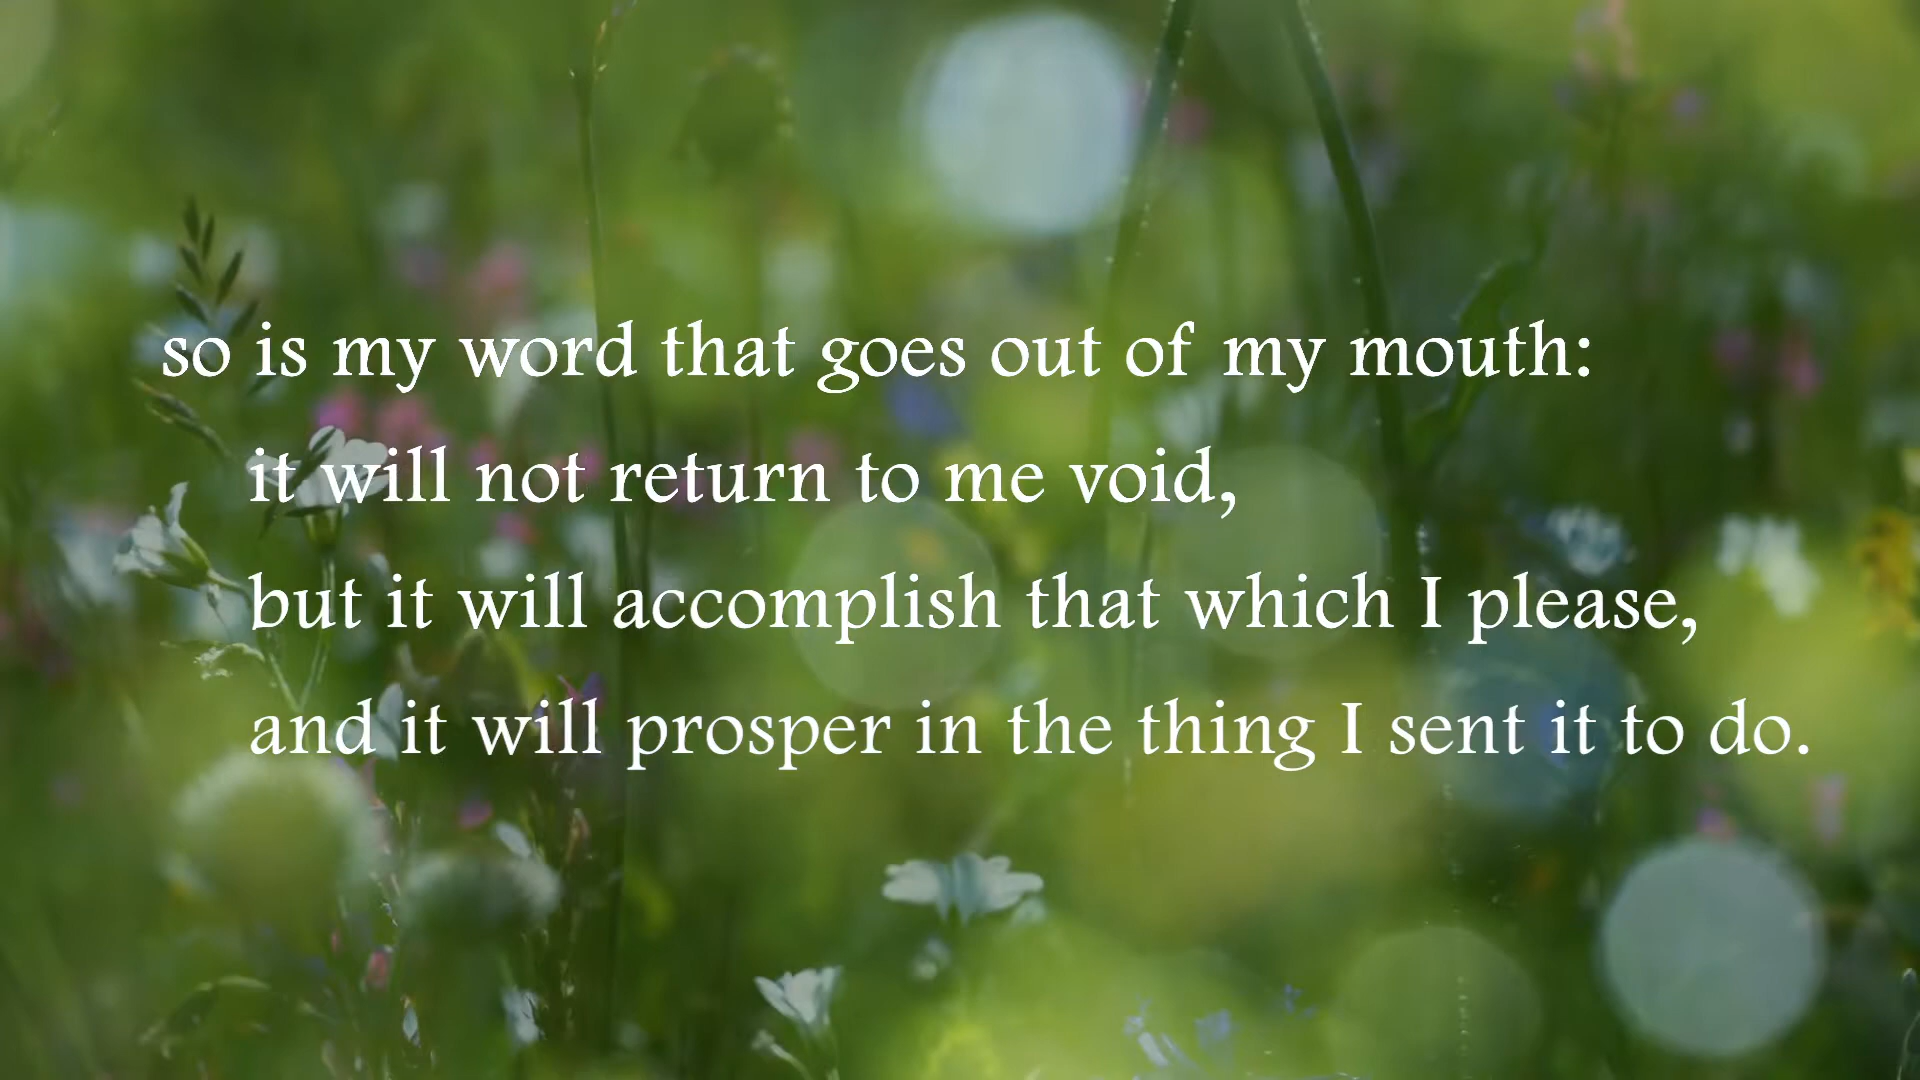 so is my word that goes out of my mouth:
it will not return to me void,
but it will accomplish that which I please,
and it will prosper in the thing I sent it to do.